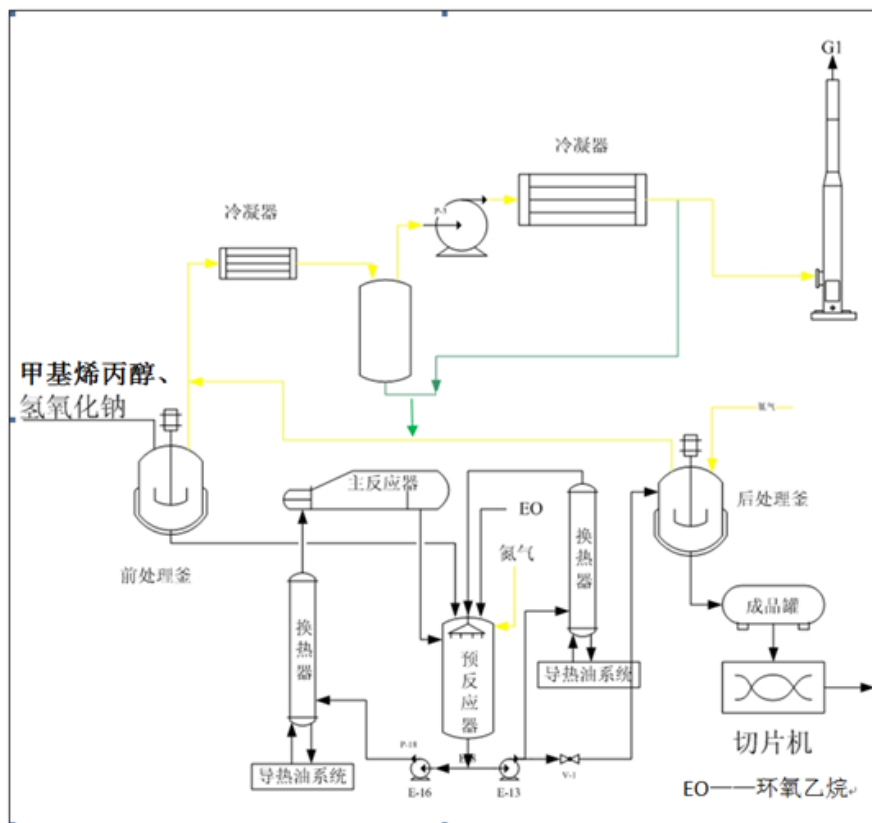 G1
冷凝器
冷凝器
P-5
甲基烯丙醇、
氢氧化钠
氮气
主反应器
EO
后处理釜
换热器
氮气
前处理釜
成品罐
换热器
预反应器
导热油系统
切片机
P-18
导热油系统
E-16
E-13
V-1
EO——环氧乙烷